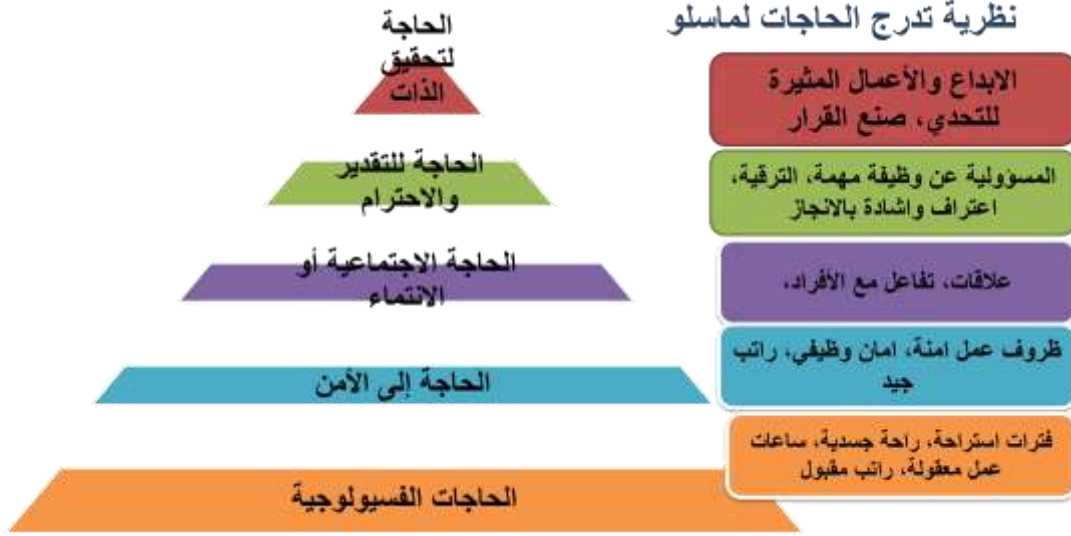 نظرية تدرج الحاجات لماسلو
الحاجة
لتحقيق
الذات
الابداع والأعمال المثيرة
للتحدي، صنع القرار
الحاجة للتقدير
والاحترام
المسؤولية عن وظيفة مهمة، الترقية،
اعتراف واشادة بالانجاز
الحاجة الاجتماعية أو
الانتماء
علاقات، تفاعل مع الأفراد،
الحاجة إلى الأمن
ظروف عمل امنة، امان وظيفي، راتب
جيد
الحاجات الفسيولوجية
فترات استراحة، راحة جسدية، ساعات
عمل معقولة، راتب مقبول